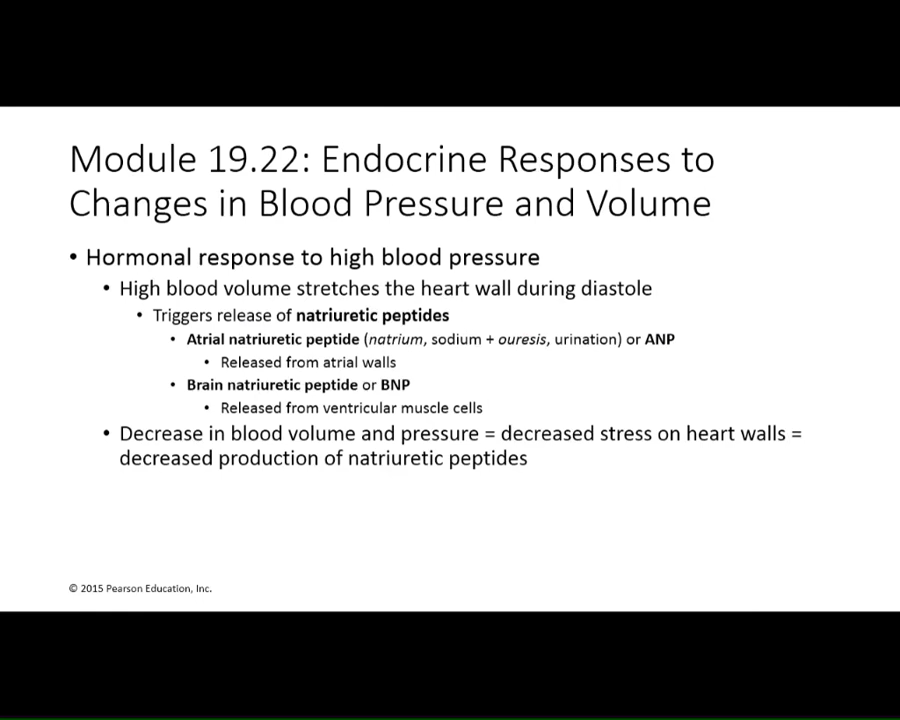 Module 19.22: Endocrine Responses to
Changes in Blood Pressure and Volume
• Hormonal response to high blood pressure
• High blood volume stretches the heart wall during diastole
• Triggers release of natriuretic peptides
• Atrial natriuretic peptide (natrium, sodium + ouresis, urination) or ANP
• Released from atrial walls
• Brain natriuretic peptide or BNP
• Released from ventricular muscle cells
• Decrease in blood volume and pressure = decreased stress on heart walls =
decreased production of natriuretic peptides
© 2015 Pearson Education, Inc.